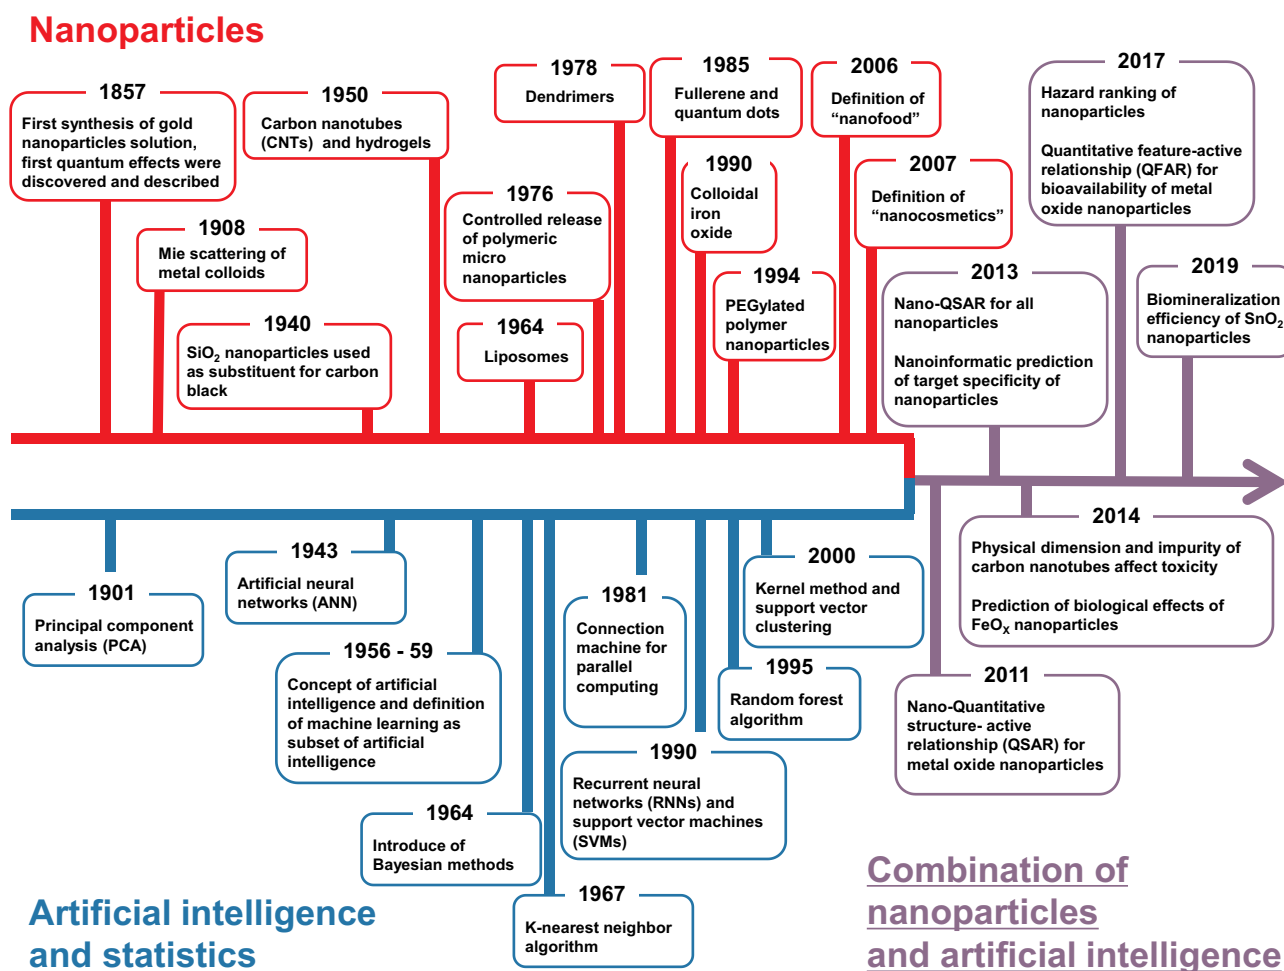 Nanoparticles
1857
First synthesis of gold
nanoparticles solution,
first quantum effects were
discovered and described
1908
Mie scattering of
metal colloids
1940
SiO₂ nanoparticles used
as substituent for carbon
black
1950
Carbon nanotubes
(CNTs) and hydrogels
1964
Liposomes
1976
Controlled release
of polymeric
micro
nanoparticles
1978
Dendrimers
1985
Fullerene and
quantum dots
1990
Colloidal
iron
oxide
1994
PEGylated
polymer
nanoparticles
2006
Definition of
“nanofood”
2007
Definition of
“nanocosmetics”
2013
Nano-QSAR for all
nanoparticles
Nanoinformatic prediction
of target specificity of
nanoparticles
2017
Hazard ranking of
nanoparticles
Quantitative feature-active
relationship (QFAR) for
bioavailability of metal
oxide nanoparticles
2019
Biomineralization
efficiency of SnO₂
nanoparticles
1901
Principal component
analysis (PCA)
1943
Artificial neural
networks (ANN)
1956 - 59
Concept of artificial
intelligence and definition
of machine learning as
subset of artificial
intelligence
1964
Introduce of
Bayesian methods
1967
K-nearest neighbor
algorithm
1981
Connection
machine for
parallel
computing
1990
Recurrent neural
networks (RNNs) and
support vector machines
(SVMs)
1995
Random forest
algorithm
2000
Kernel method and
support vector
clustering
2011
Nano-Quantitative
structure- active
relationship (QSAR) for
metal oxide nanoparticles
2014
Physical dimension and impurity of
carbon nanotubes affect toxicity
Prediction of biological effects of
FeOₓ nanoparticles
Artificial intelligence
and statistics
Combination of
nanoparticles
and artificial intelligence